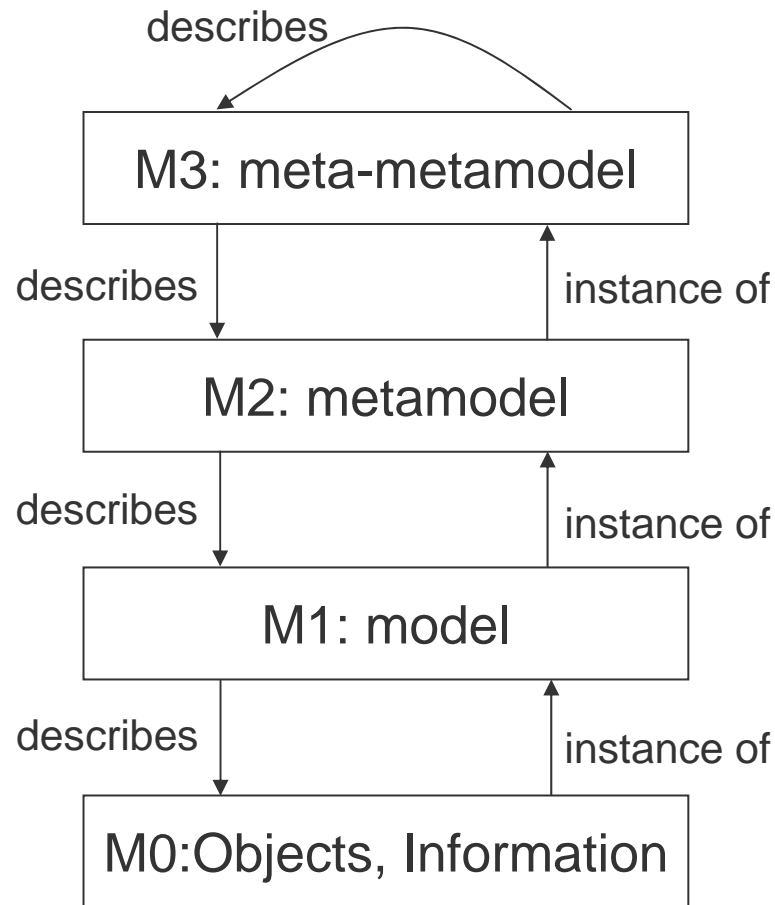 describes
M3: meta-metamodel
describes
instance of
M2: metamodel
describes
instance of
M1: model
describes
instance of
M0:Objects, Information